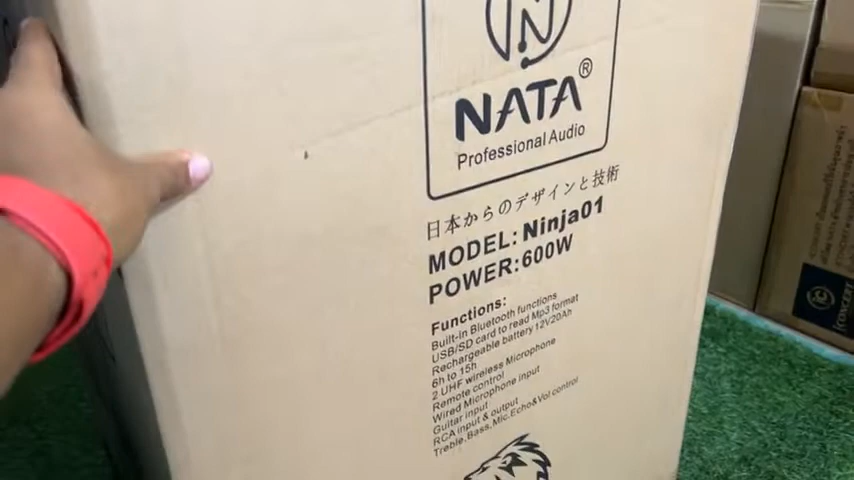 NATA®
Professional Audio
日本からのデザインと技術
MODEL: Ninja01
POWER:600W
Functions:
Built-in Bluetooth function
USB/SD card to read Mp3 format
Rechargeable battery 12V20Ah,
6h to 15h
2.UHF wireless Microphone
Remote control
Wired Microphone input
Guitar input
RCA input & output
Treble, Bass, Mic.Echo&Vol control
CONCERT